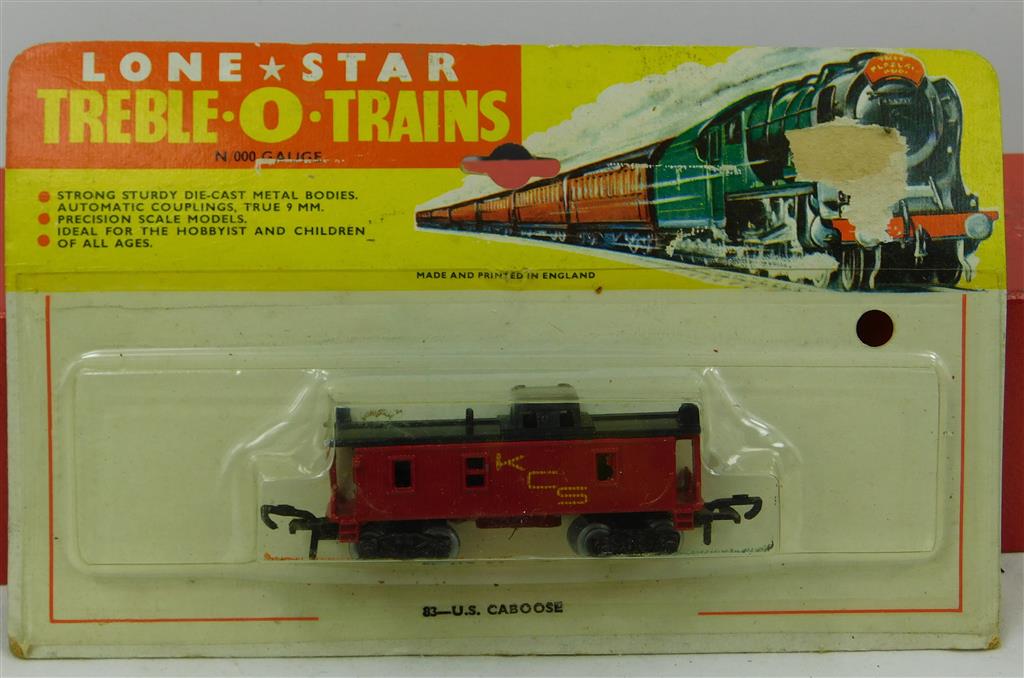 LONE ★ STAR
TREBLE·O·TRAINS
N/000 GAUGE
● STRONG STURDY DIE-CAST METAL BODIES.
AUTOMATIC COUPLINGS, TRUE 9 MM.
● PRECISION SCALE MODELS.
IDEAL FOR THE HOBBYIST AND CHILDREN
● OF ALL AGES.
MADE AND PRINTED IN ENGLAND
KCS
83—U.S. CABOOSE